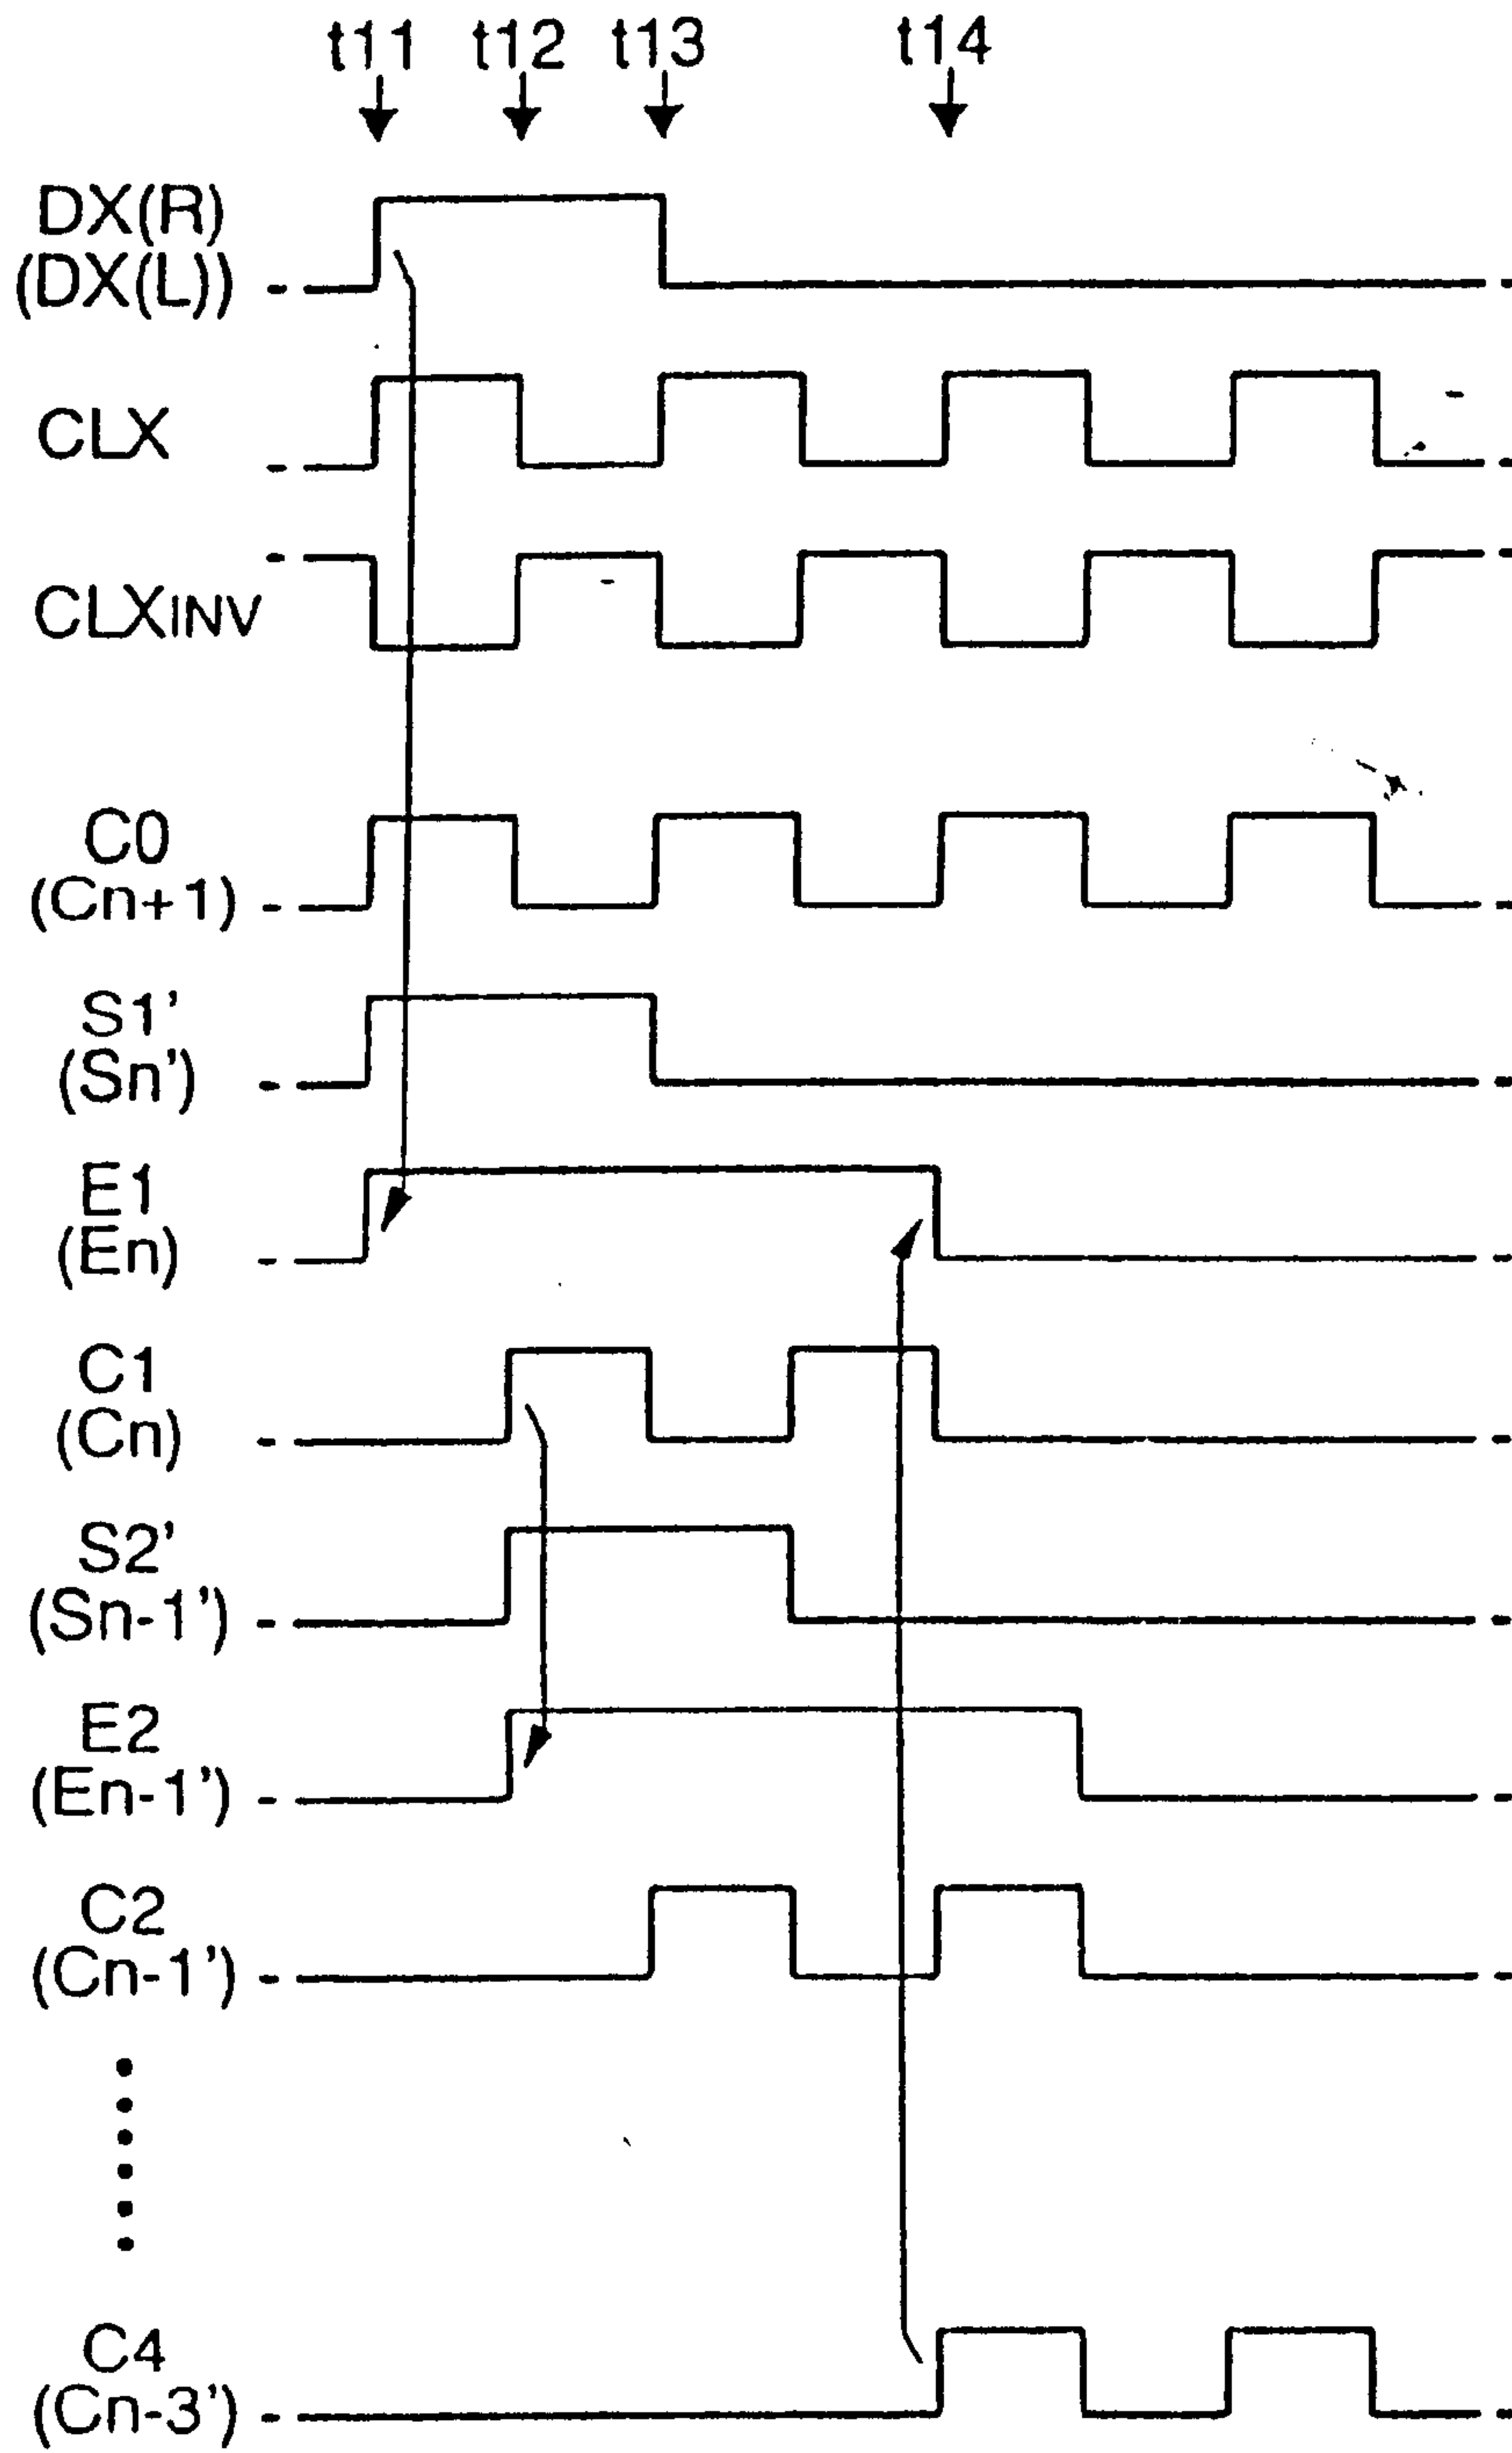 t11 t12 t13 t14
DX(R)
(DX(L))
CLX
CLXINV
C0
(Cn+1)
S1'
(Sn')
E1
(En)
C1
(Cn)
S2'
(Sn-1')
E2
(En-1')
C2
(Cn-1')
C4
(Cn-3')